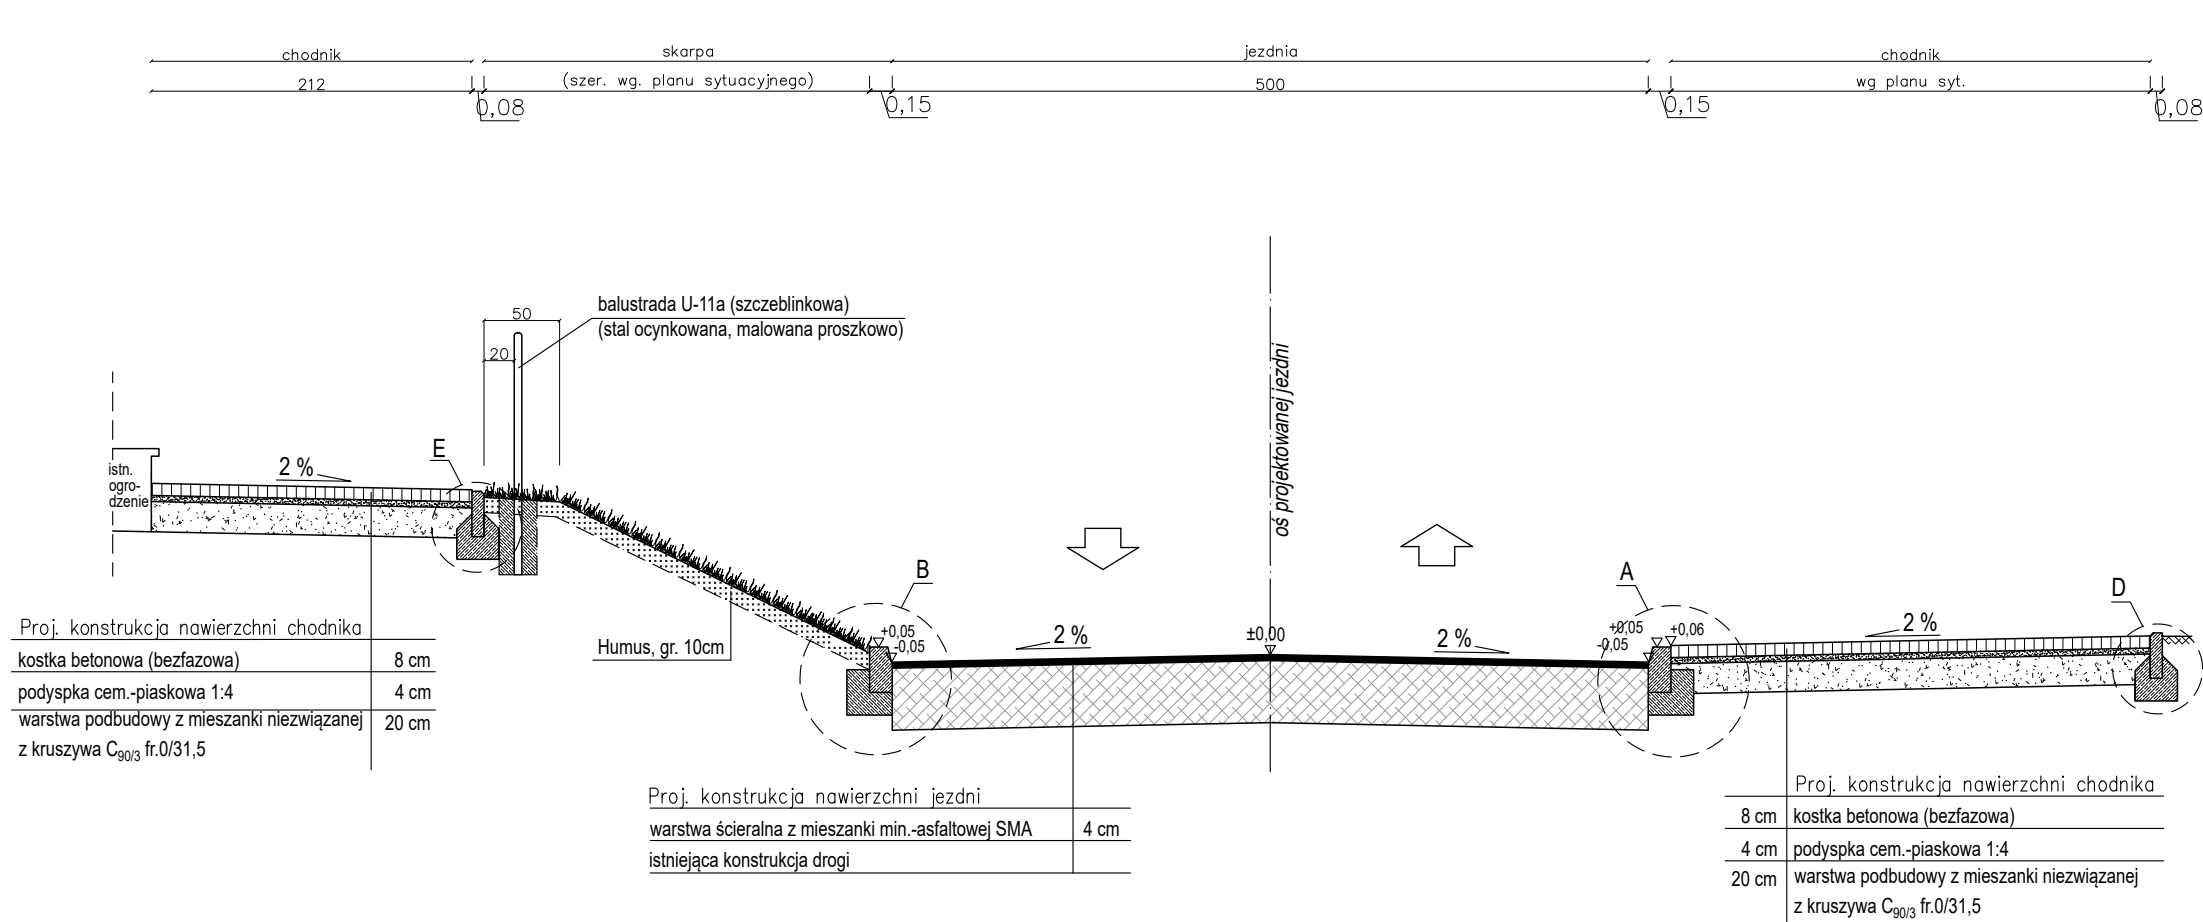 chodnik
skarpa
jezdnia
chodnik
212
(szer. wg. planu sytuacyjnego)
500
wg planu syt.
0,08
0,15
0,15
0,08
balustrada U-11a (szczeblinkowa)
(stal ocynkowana, malowana proszkowo)
50
20
oś projektowanej jezdni
E
2 %
istn.
ogro-
dzenie
B
A
D
+0,05
-0,05
2 %
±0,00
2 %
+0,05
-0,05
+0,06
2 %
Humus, gr. 10cm
Proj. konstrukcja nawierzchni chodnika
kostka betonowa (bezfazowa) 8 cm
podyspka cem.-piaskowa 1:4 4 cm
warstwa podbudowy z mieszanki niezwiązanej 20 cm
z kruszywa C90/3 fr.0/31,5
Proj. konstrukcja nawierzchni jezdni
warstwa ścieralna z mieszanki min.-asfaltowej SMA 4 cm
istniejąca konstrukcja drogi
Proj. konstrukcja nawierzchni chodnika
8 cm kostka betonowa (bezfazowa)
4 cm podyspka cem.-piaskowa 1:4
20 cm warstwa podbudowy z mieszanki niezwiązanej
z kruszywa C90/3 fr.0/31,5